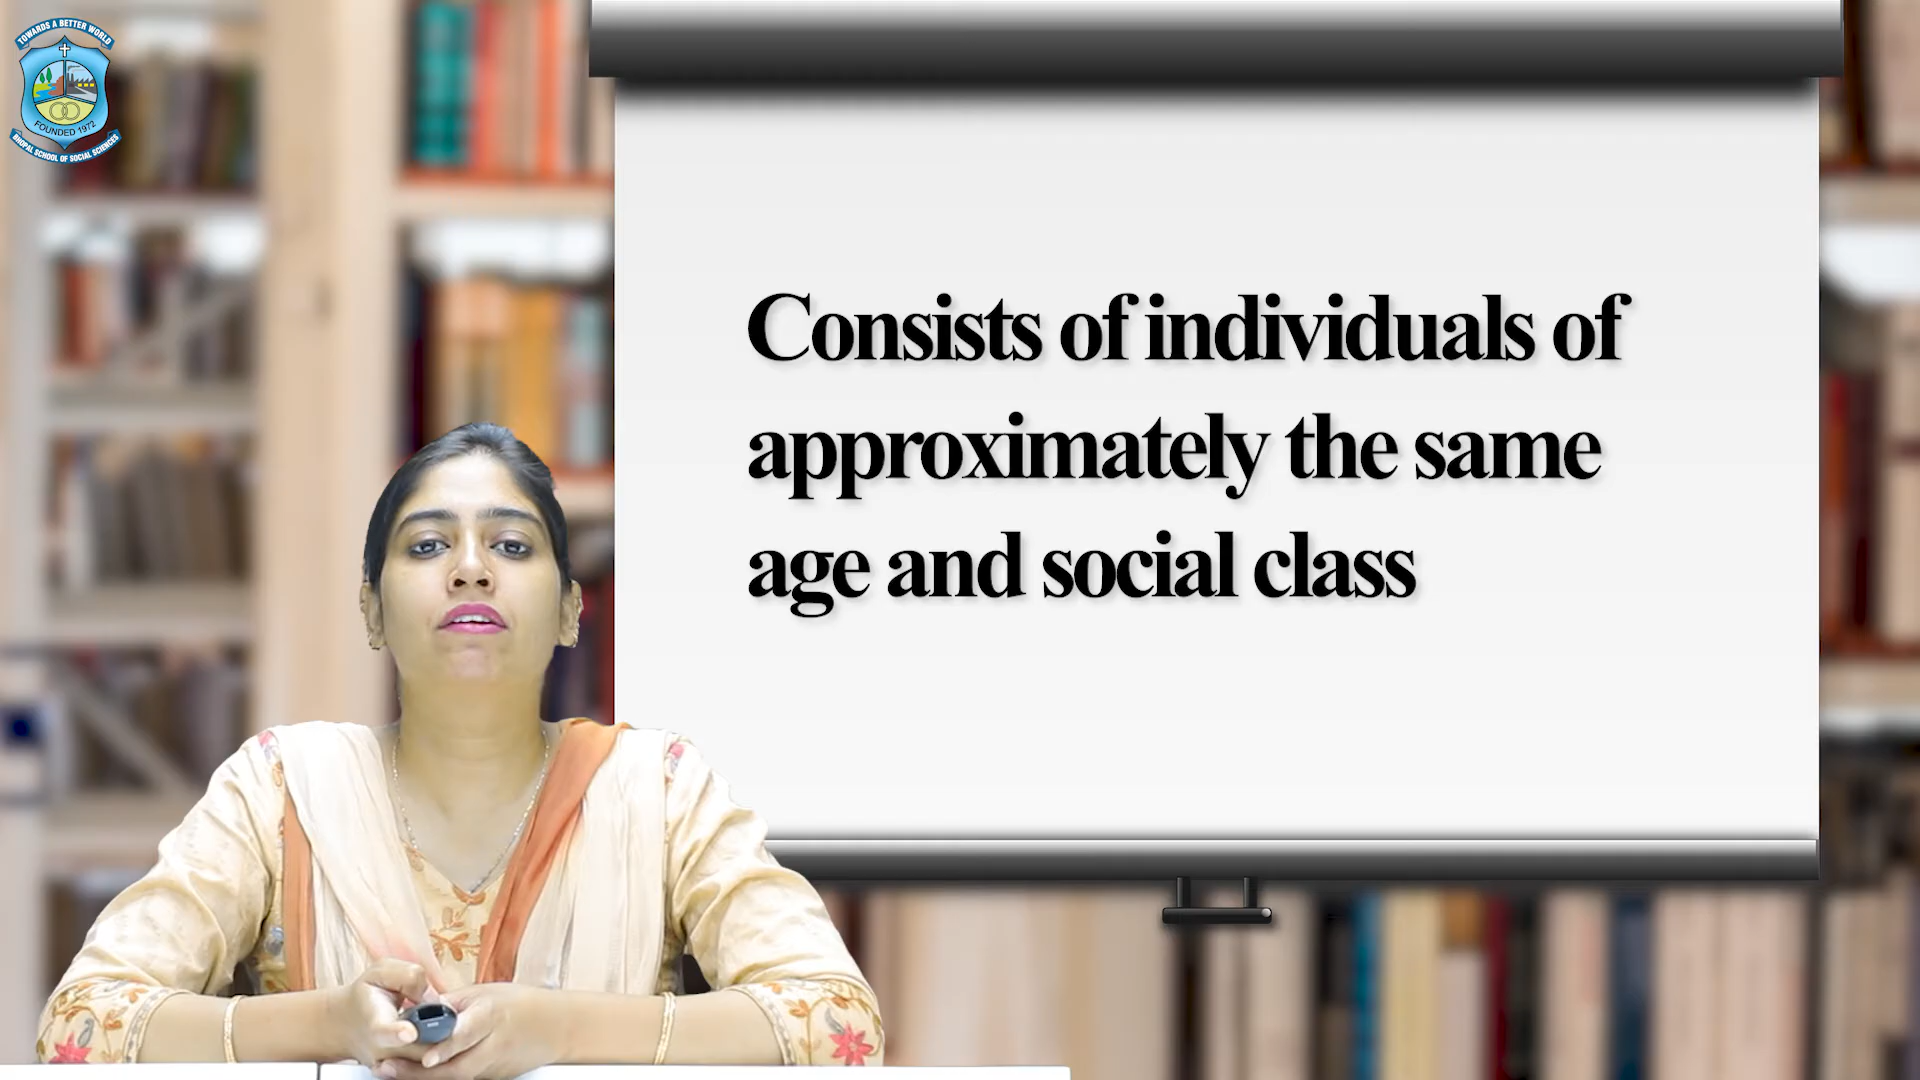 TOWARDS A BETTER WORLD
FOUNDED 1972
BHOPAL SCHOOL OF SOCIAL SCIENCES
Consists of individuals of
approximately the same
age and social class